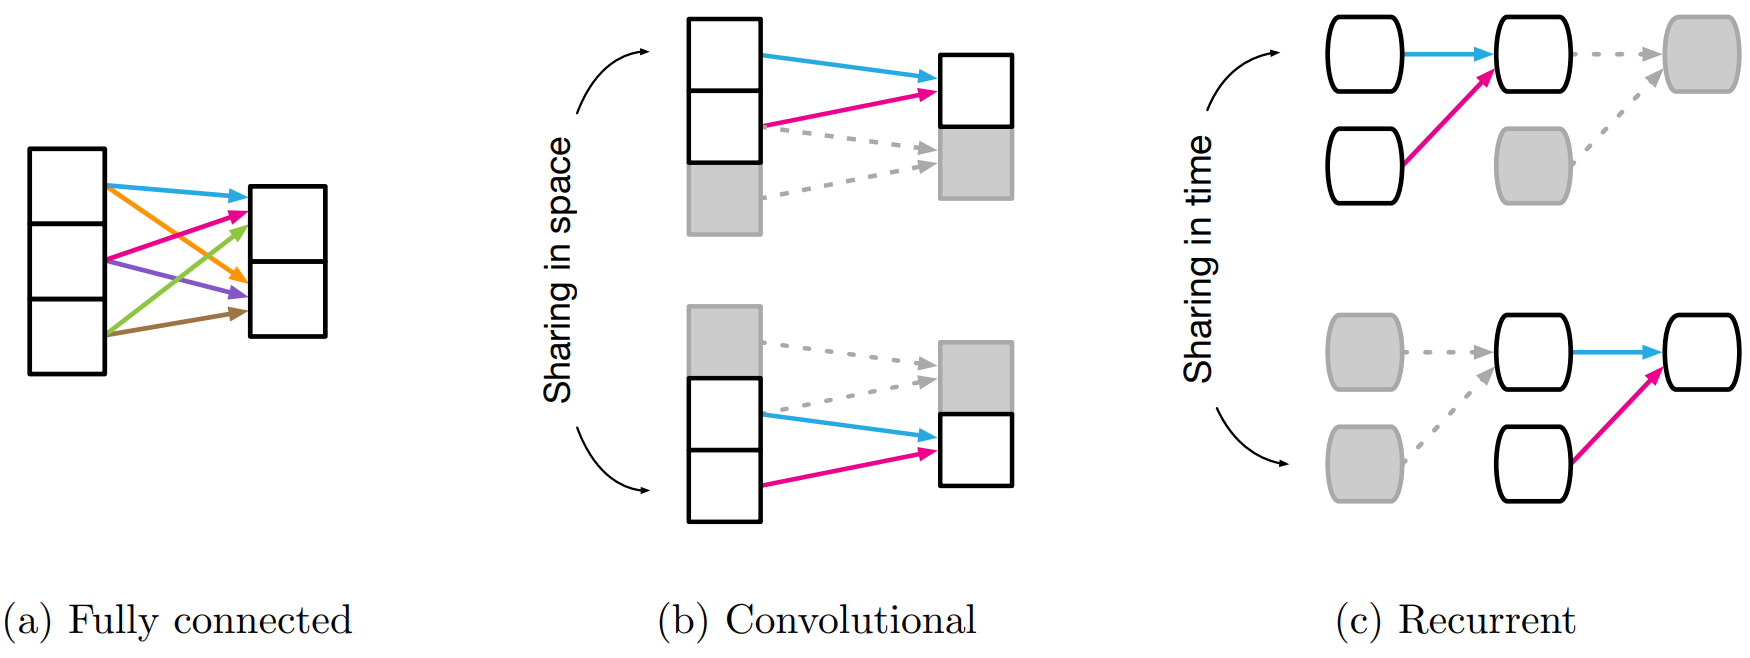 Sharing in space
Sharing in time
(a) Fully connected
(b) Convolutional
(c) Recurrent